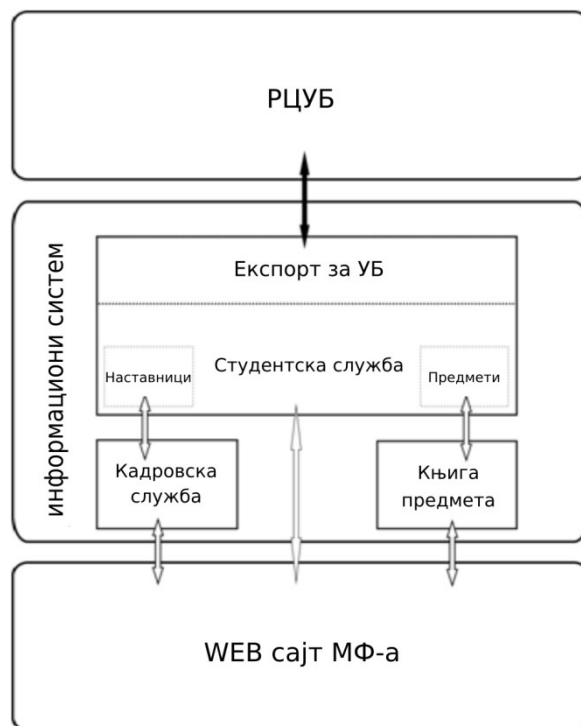 РЦУБ
информациони систем
Експорт за УБ
Студентска служба
Наставници
Предмети
Кадровска
служба
Књига
предмета
WEB сајт МФ-а